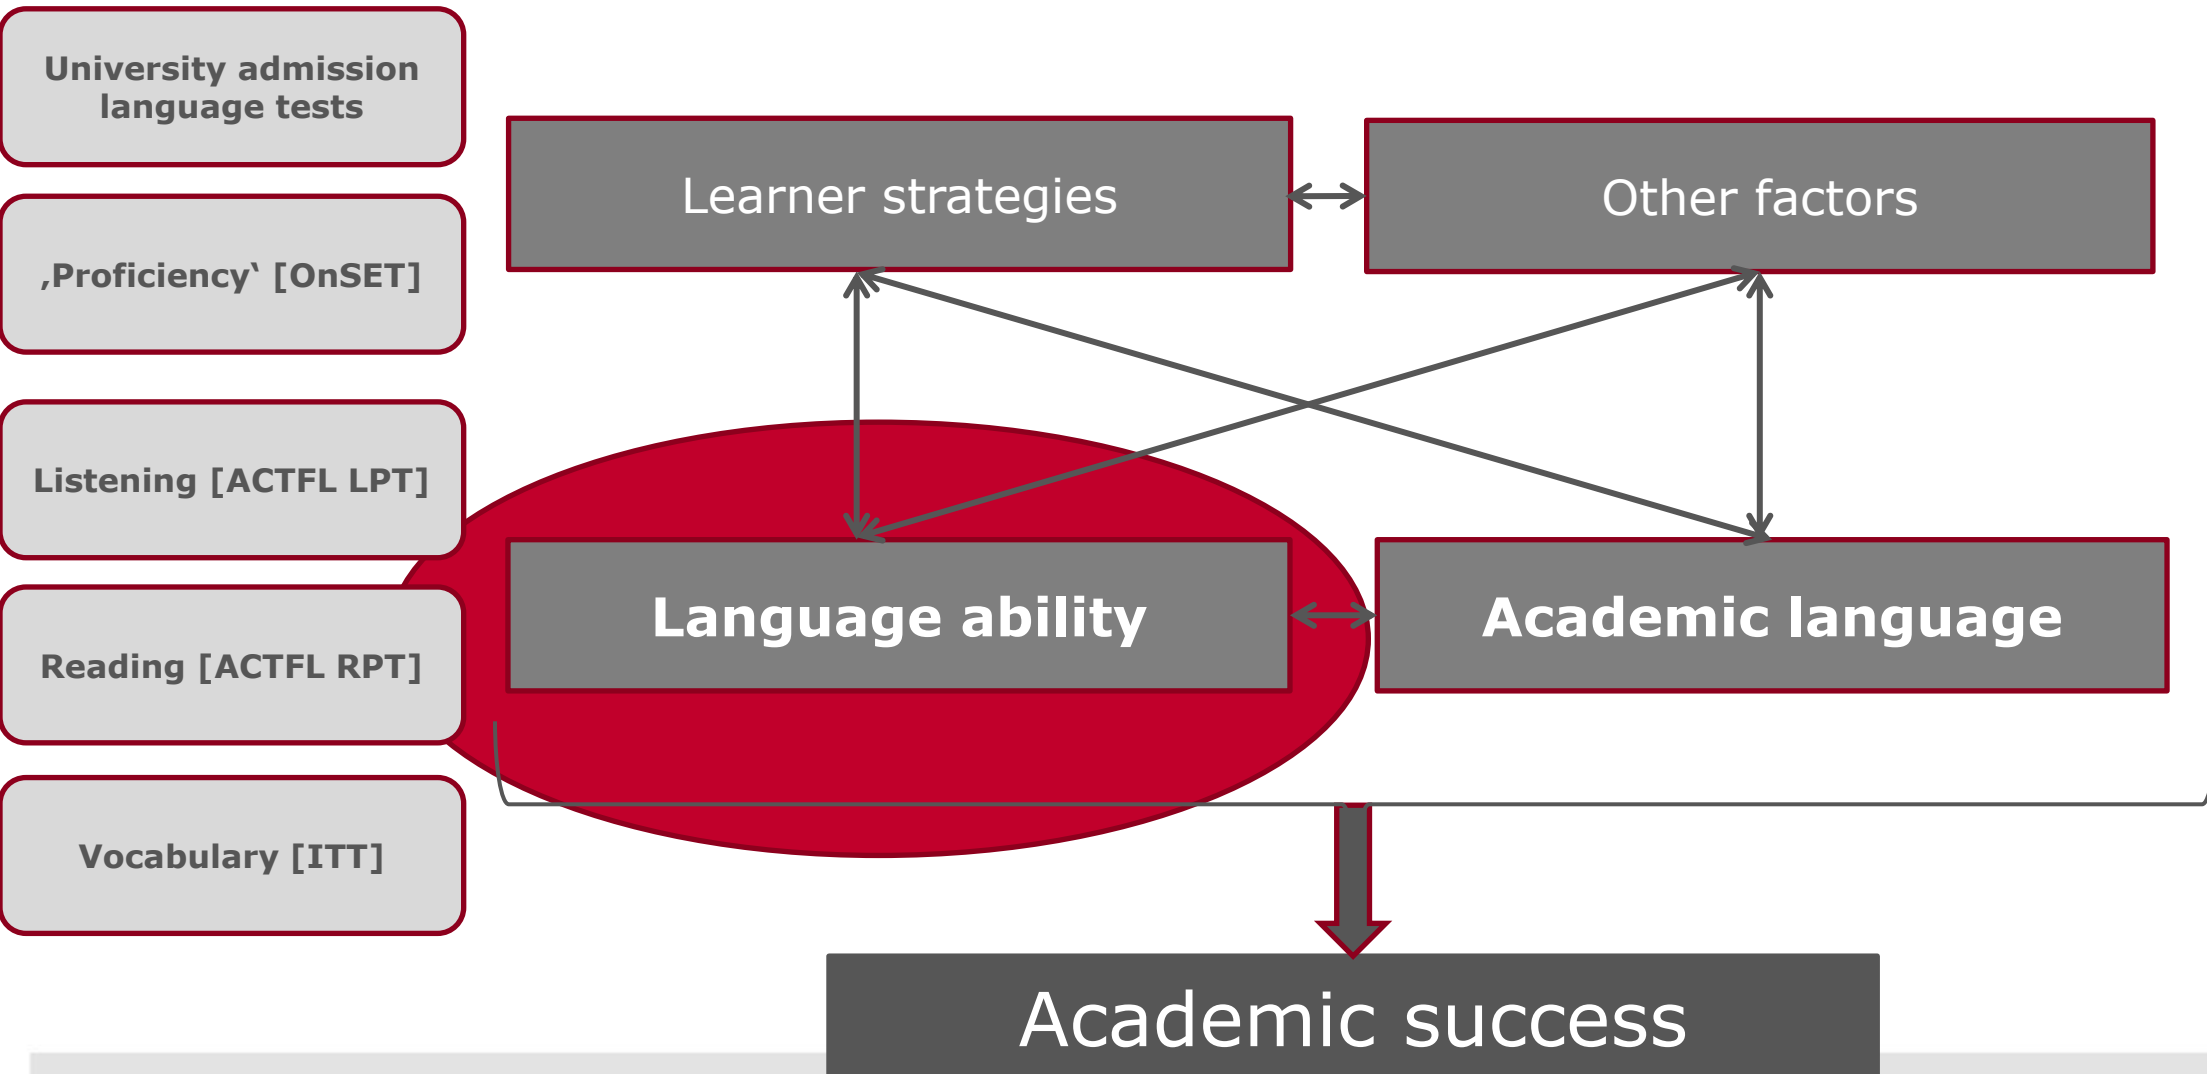 University admission
language tests
‚Proficiency‘ [OnSET]
Listening [ACTFL LPT]
Reading [ACTFL RPT]
Vocabulary [ITT]
Learner strategies
Other factors
Language ability
Academic language
Academic success